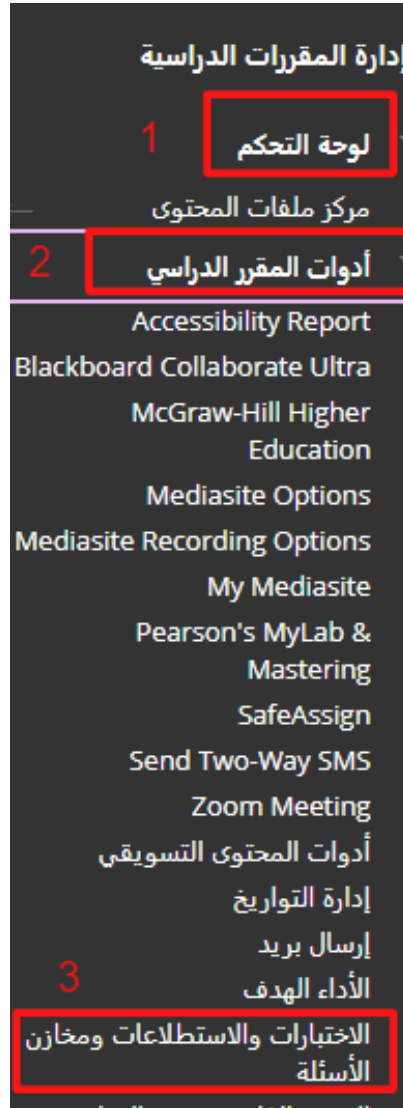 إدارة المقررات الدراسية
1
لوحة التحكم
مركز ملفات المحتوى
2
أدوات المقرر الدراسي
Accessibility Report
Blackboard Collaborate Ultra
McGraw-Hill Higher
Education
Mediasite Options
Mediasite Recording Options
My Mediasite
Pearson's MyLab &
Mastering
SafeAssign
Send Two-Way SMS
Zoom Meeting
أدوات المحتوى التسويقي
إدارة التواريخ
إرسال بريد
الأداء الهدف
3
الاختبارات والاستطلاعات ومخازن
الأسئلة